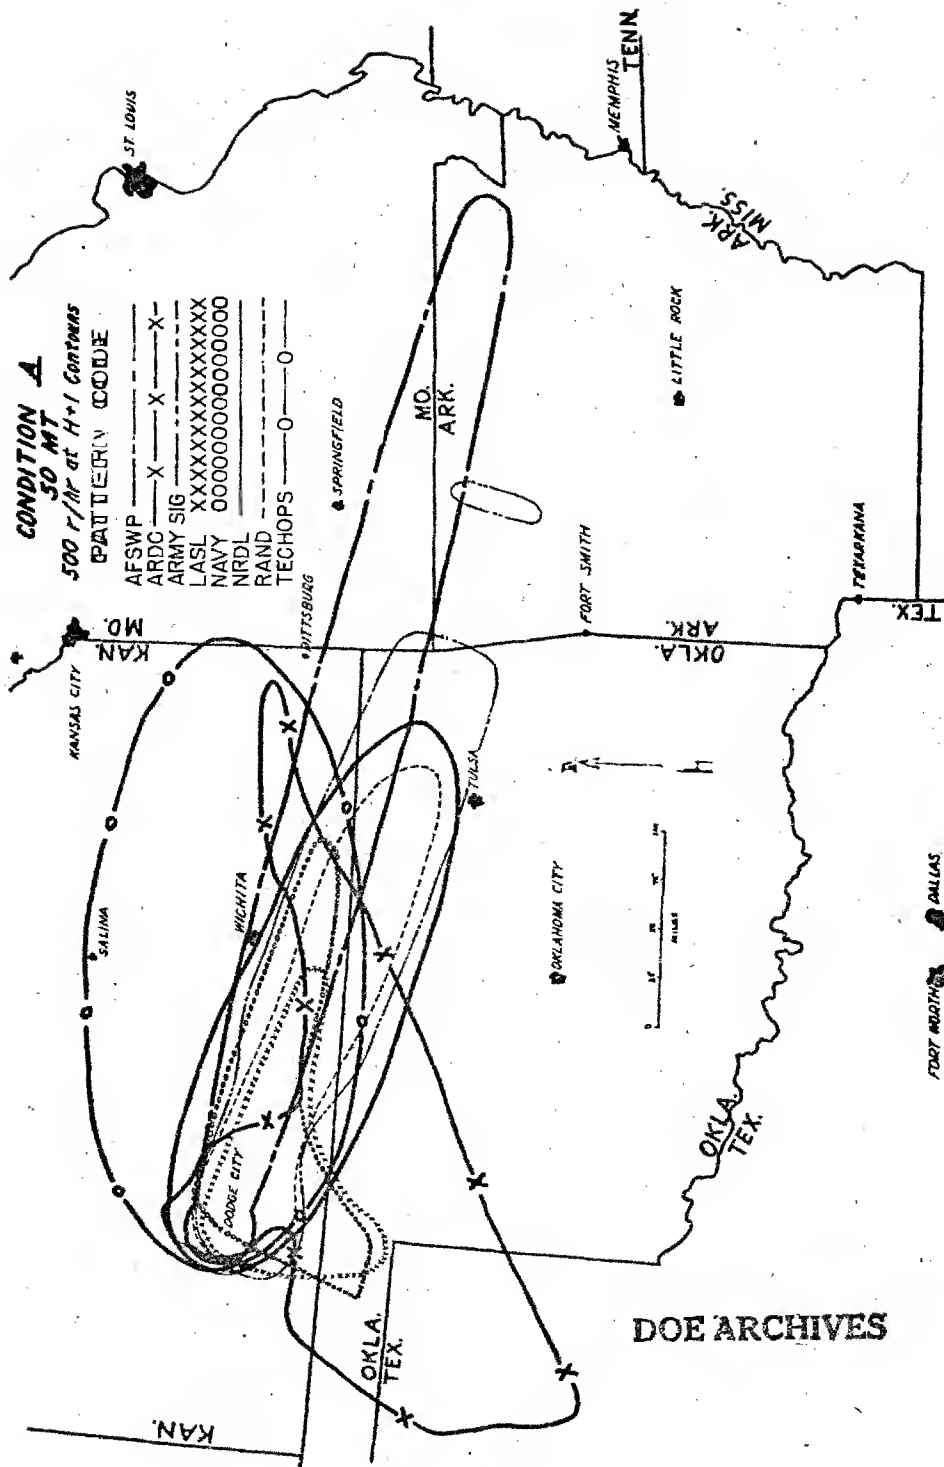 CONDITION A
50 MT
500 r/hr at H+1 Contours
PATTERN CODE
AFSWP
ARDC ——X——X——X—
ARMY SIG
LASL XXXXXXXXXXXXXXXXX
NAVY OOOOOOOOOOOOOOO
NRDL
RAND
TECHOPS ——O——O——
ST. LOUIS
KANSAS CITY
KAN.
MO.
SALINA
PITTSBURG
SPRINGFIELD
WICHITA
DODGE CITY
KAN.
MO.
ARK.
MEMPHIS
TENN.
TULSA
FORT SMITH
OKLA.
ARK.
LITTLE ROCK
ARK.
MISS.
OKLA.
TEX.
OKLAHOMA CITY
0
MILES
OKLA.
TEX.
TEXARKANA
TEX.
FORT WORTH
DALLAS
DOE ARCHIVES